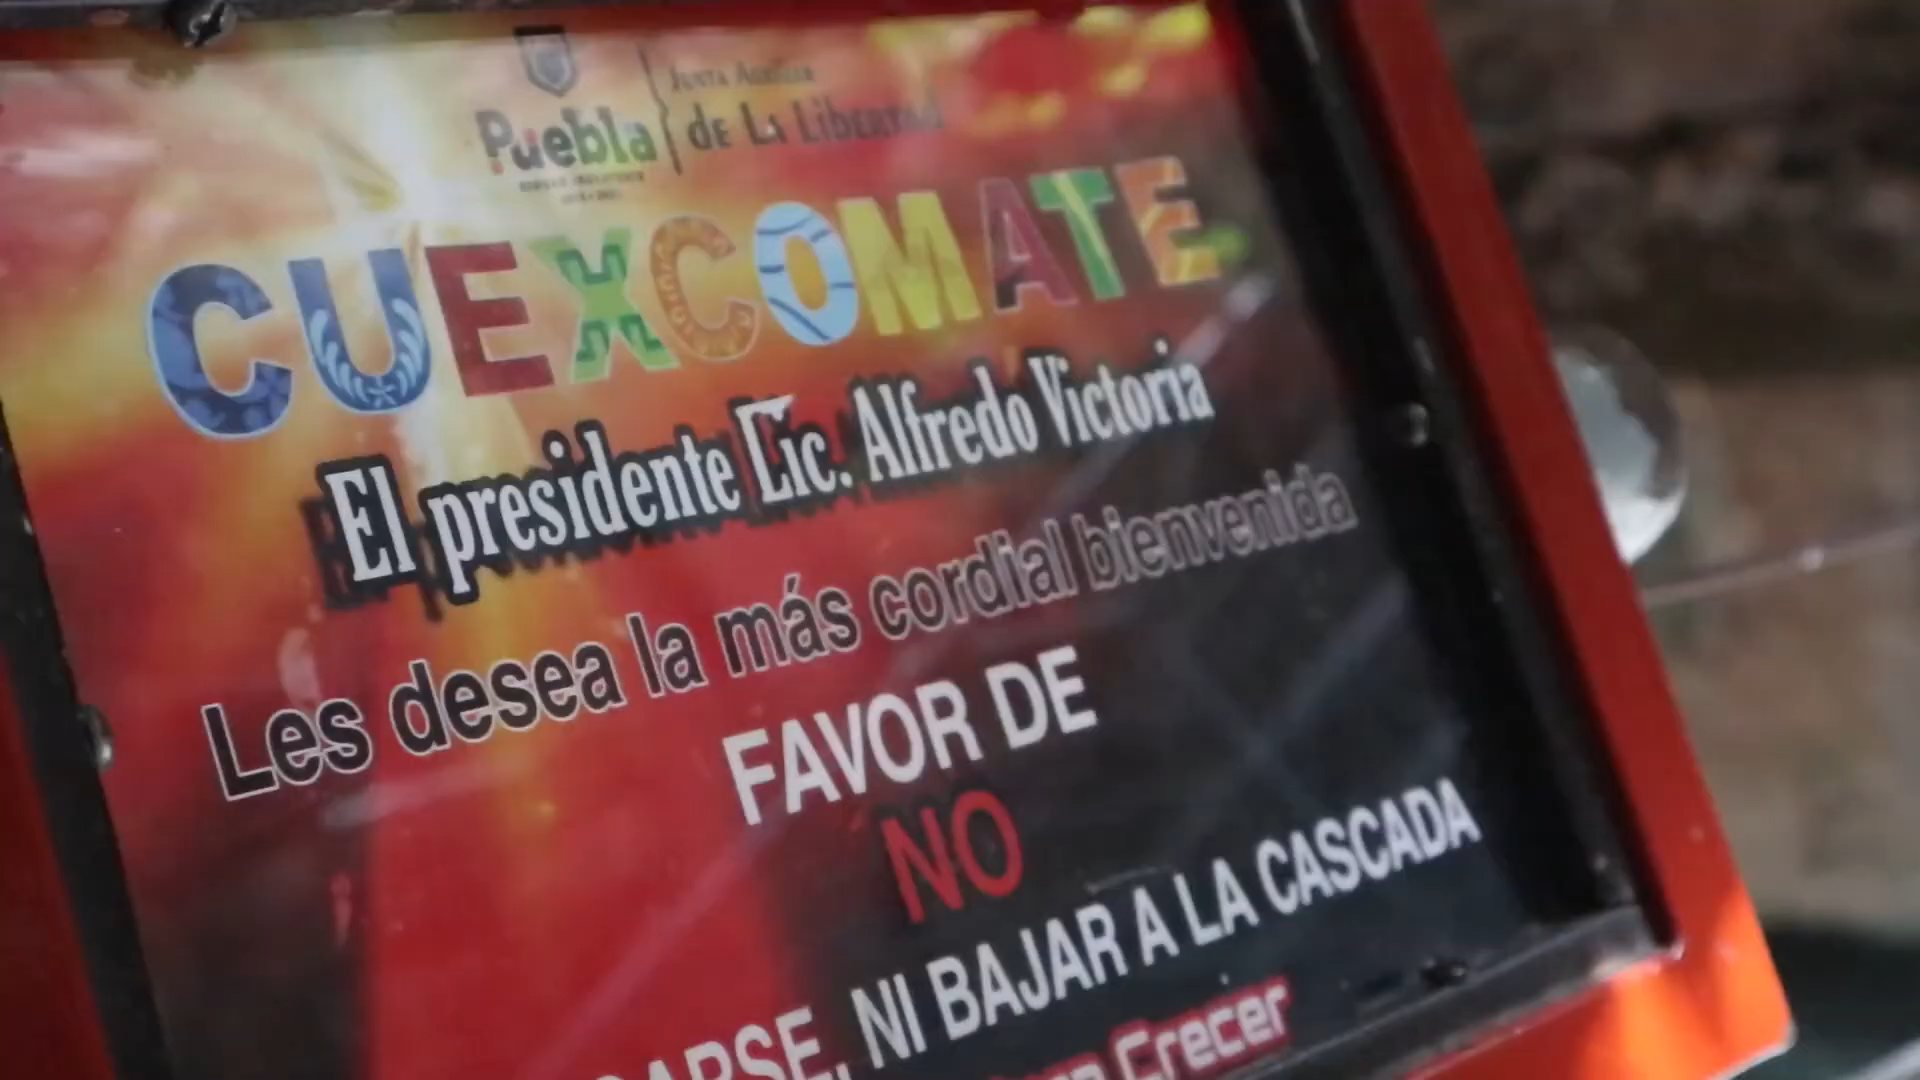 Puebla
JUNTA AUXILIAR
DE LA LIBERTAD
CUEXCOMATE
El presidente Lic. Alfredo Victoria
Les desea la más cordial bienvenida
FAVOR DE
NO
ARSE, NI BAJAR A LA CASCADA
Crecer